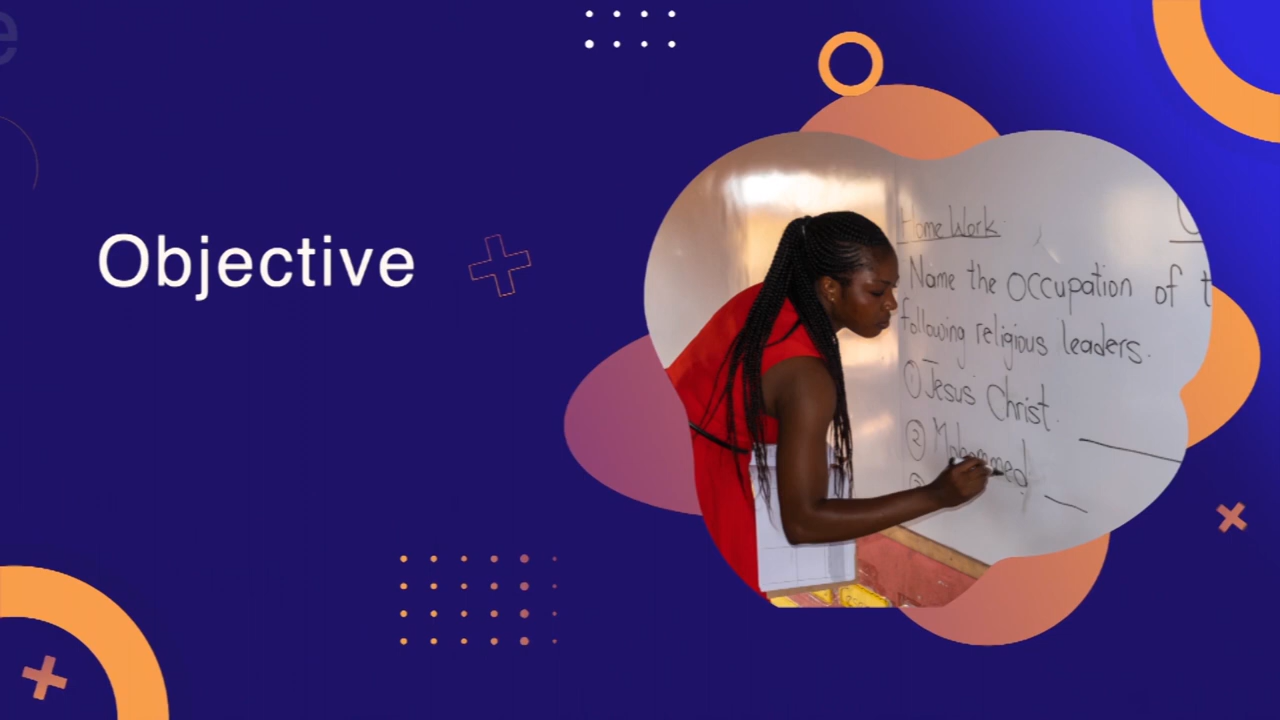 Objective
Home Work
Name the occupation of t
following religious leaders.
① Jesus Christ.
② Mohammed